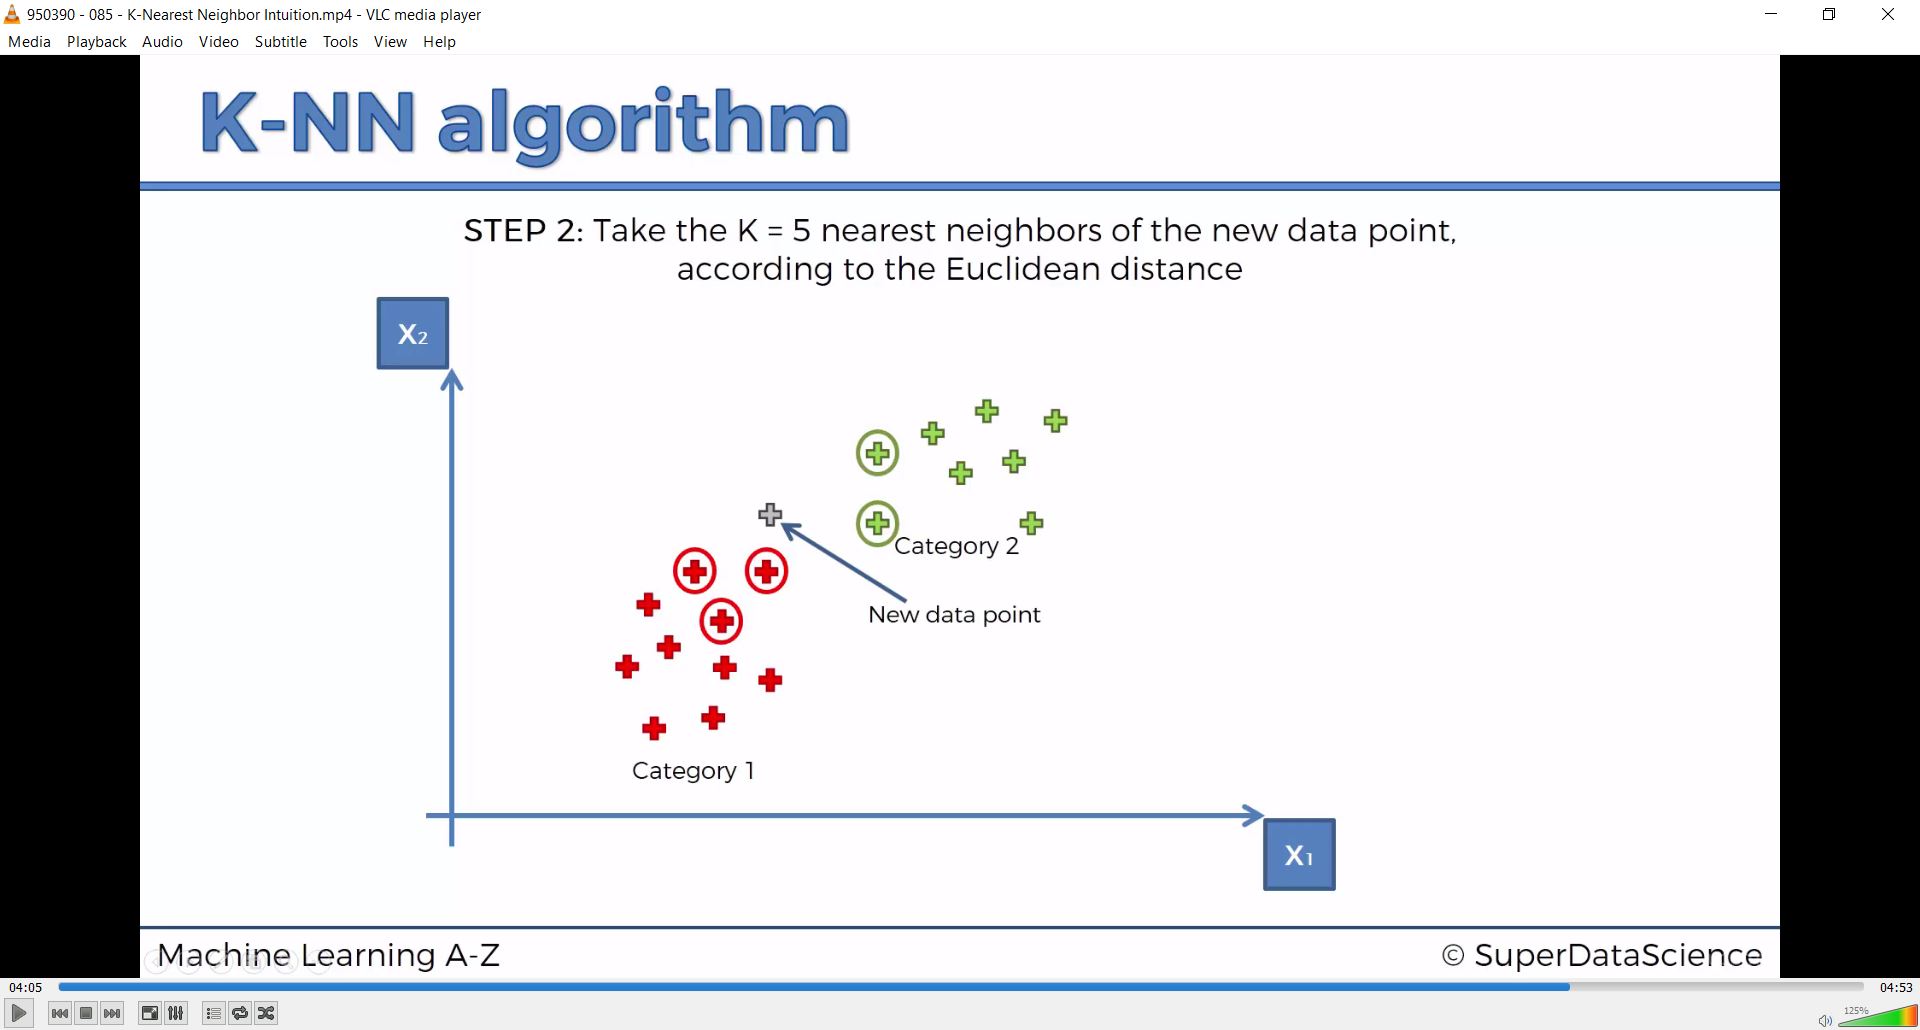 950390 - 085 - K-Nearest Neighbor Intuition.mp4 - VLC media player
Media Playback Audio Video Subtitle Tools View Help
K-NN algorithm
STEP 2: Take the K = 5 nearest neighbors of the new data point,
according to the Euclidean distance
X2
Category 2
New data point
Category 1
X1
Machine Learning A-Z
© SuperDataScience
04:05
04:53
125%